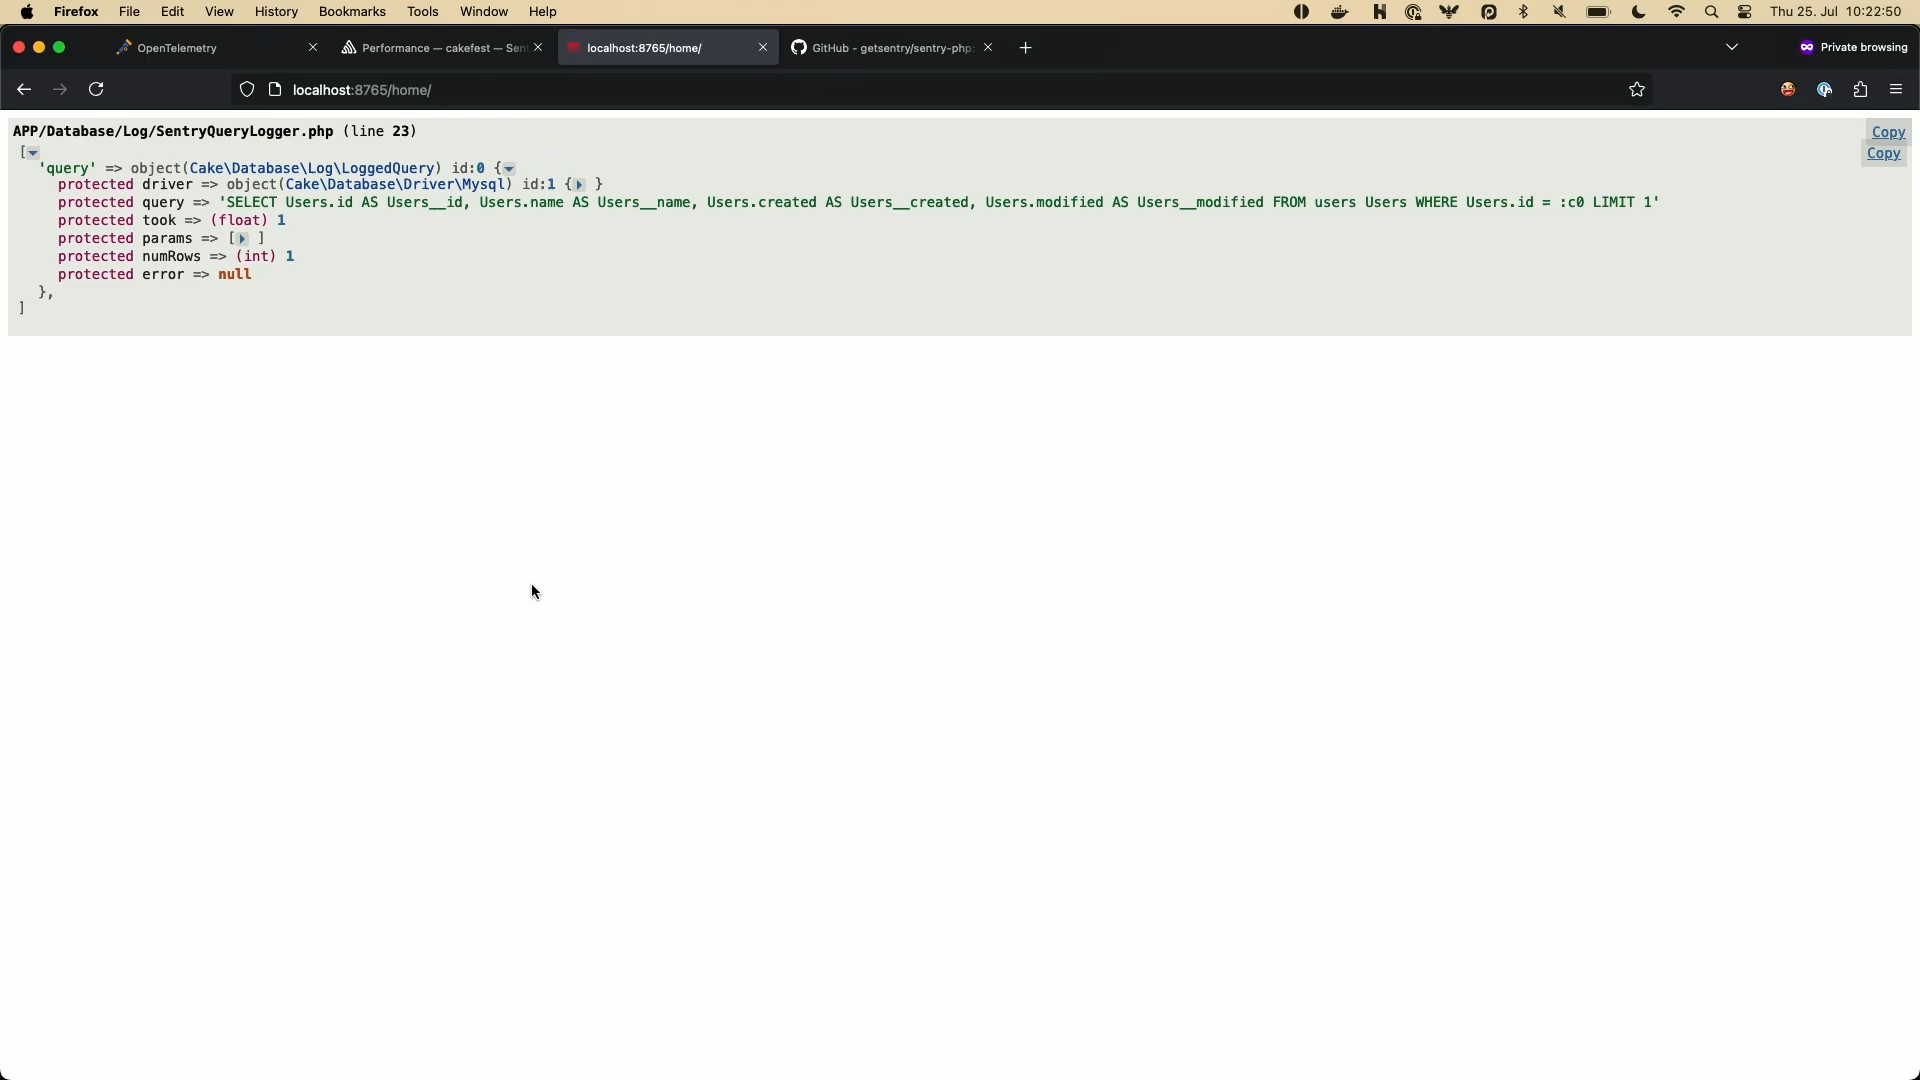 Firefox File Edit View History Bookmarks Tools Window Help Thu 25. Jul 10:22:50
OpenTelemetry Performance — cakefest — Sen localhost:8765/home/ GitHub - getsentry/sentry-php: Private browsing
localhost:8765/home/
APP/Database/Log/SentryQueryLogger.php (line 23) Copy
[ Copy
'query' => object(Cake\Database\Log\LoggedQuery) id:0 {
protected driver => object(Cake\Database\Driver\Mysql) id:1 { }
protected query => 'SELECT Users.id AS Users__id, Users.name AS Users__name, Users.created AS Users__created, Users.modified AS Users__modified FROM users Users WHERE Users.id = :c0 LIMIT 1'
protected took => (float) 1
protected params => [ ]
protected numRows => (int) 1
protected error => null
},
]